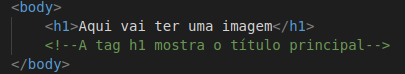 <body>
<h1>Aqui vai ter uma imagem</h1>
<!--A tag h1 mostra o título principal-->
</body>